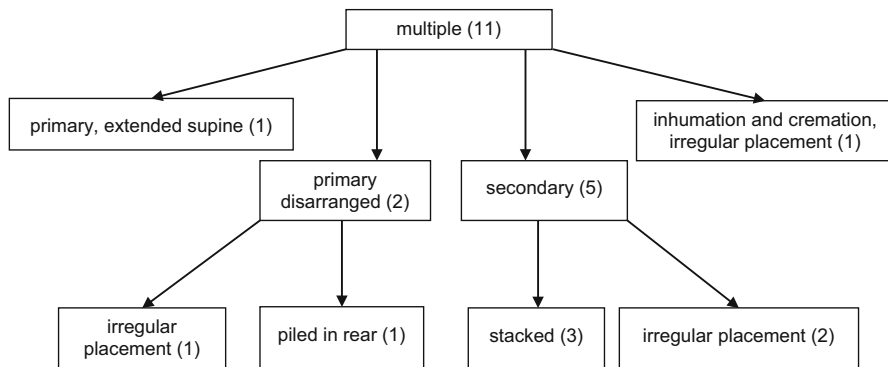 multiple (11)
primary, extended supine (1)
inhumation and cremation,
irregular placement (1)
primary
disarranged (2)
secondary (5)
irregular
placement (1)
piled in rear (1)
stacked (3)
irregular placement (2)